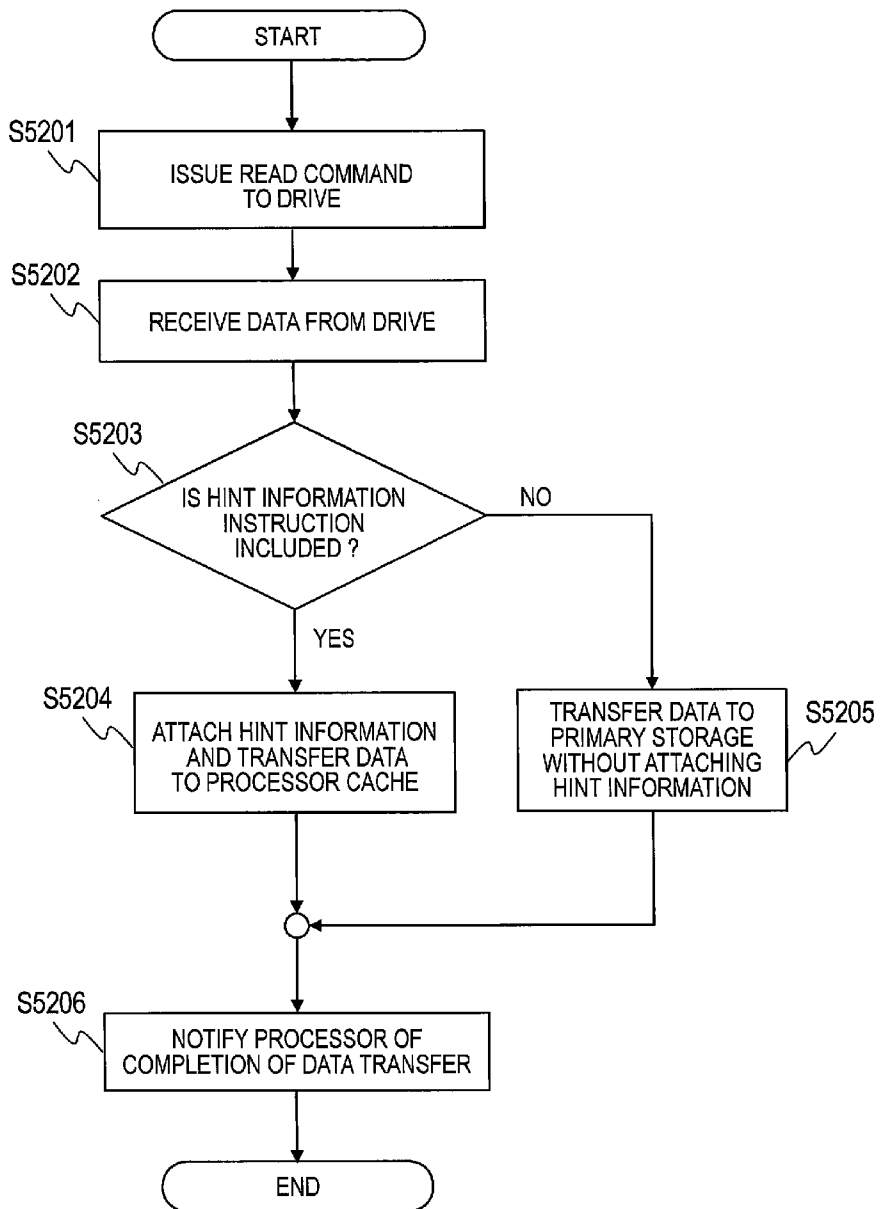 START
S5201
ISSUE READ COMMAND
TO DRIVE
S5202
RECEIVE DATA FROM DRIVE
S5203
IS HINT INFORMATION
INSTRUCTION
INCLUDED ?
NO
YES
S5204
ATTACH HINT INFORMATION
AND TRANSFER DATA
TO PROCESSOR CACHE
TRANSFER DATA TO
PRIMARY STORAGE
WITHOUT ATTACHING
HINT INFORMATION
S5205
S5206
NOTIFY PROCESSOR OF
COMPLETION OF DATA TRANSFER
END